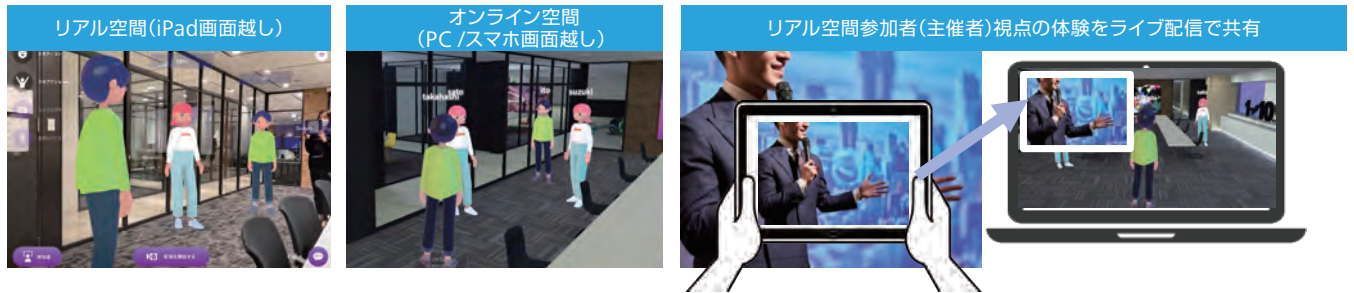 リアル空間(iPad画面越し)
オンライン空間
(PC /スマホ画面越し)
リアル空間参加者(主催者)視点の体験をライブ配信で共有
takahashi
sato
ito
suzuki
1→10